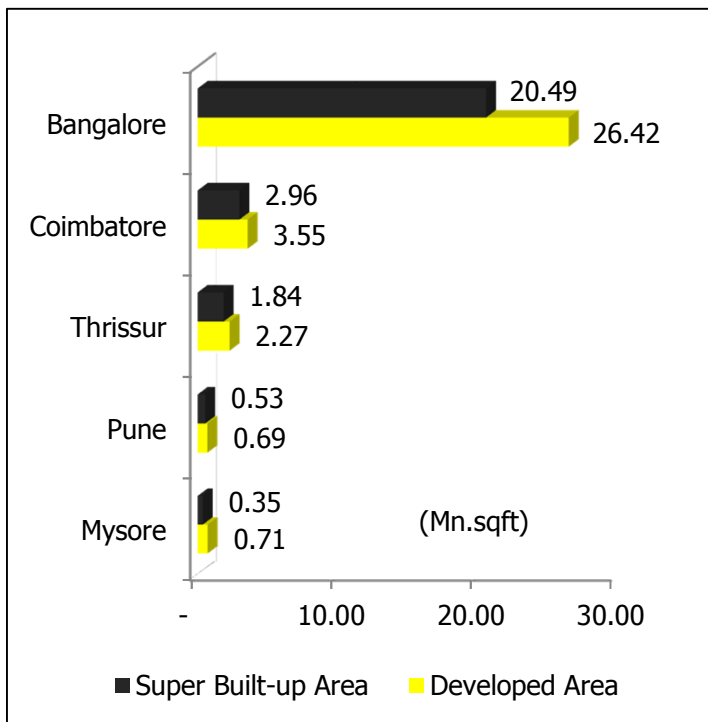 20.49
Bangalore
26.42
2.96
Coimbatore
3.55
1.84
Thrissur
2.27
0.53
Pune
0.69
0.35
Mysore
0.71
(Mn.sqft)
- 10.00 20.00 30.00
Super Built-up Area Developed Area